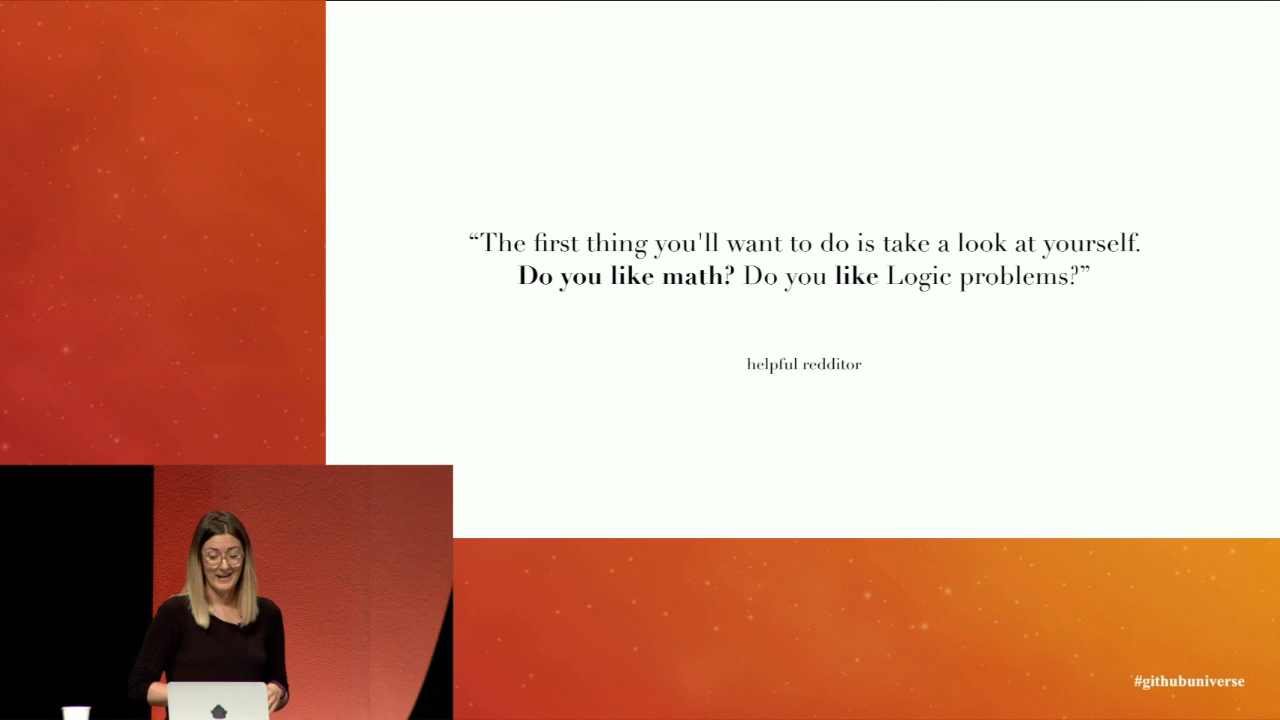 “The first thing you'll want to do is take a look at yourself.
Do you like math? Do you like Logic problems?”
helpful redditor
#githubuniverse